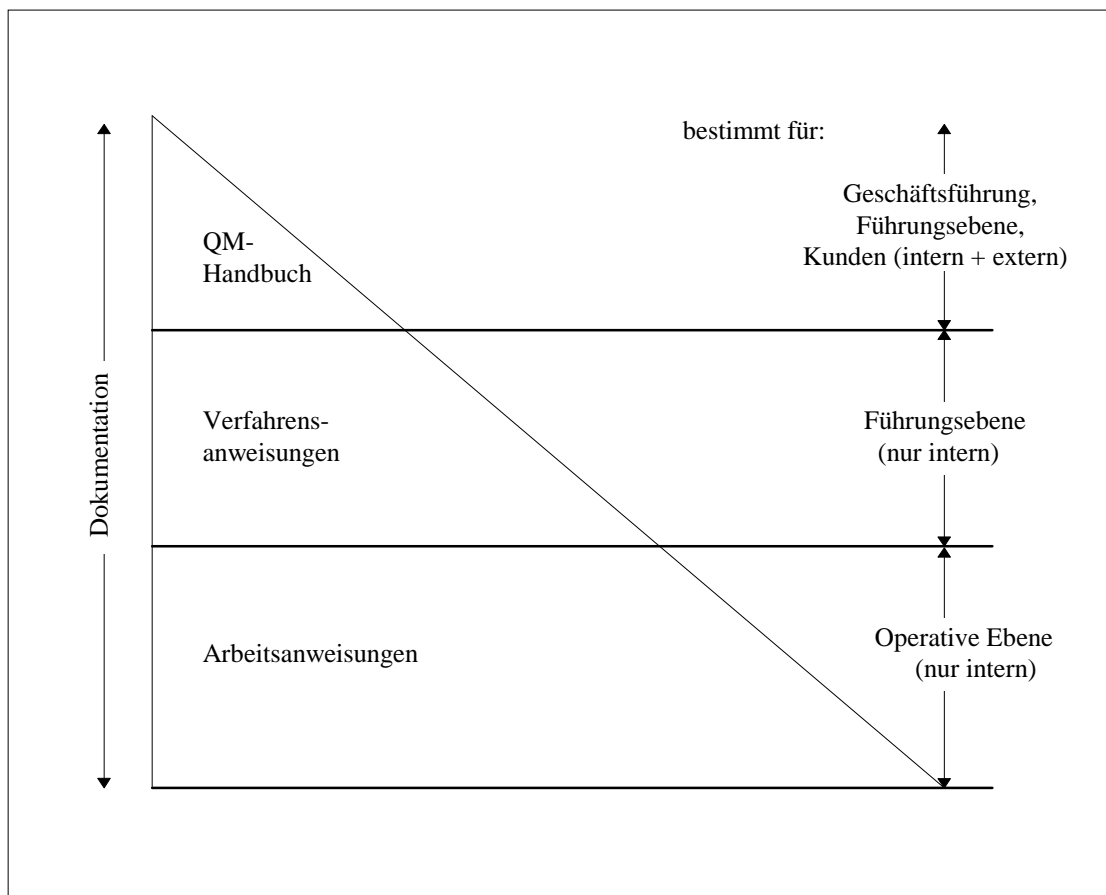 bestimmt für:
Geschäftsführung,
Führungsebene,
Kunden (intern + extern)
QM-
Handbuch
Dokumentation
Verfahrens-
anweisungen
Führungsebene
(nur intern)
Arbeitsanweisungen
Operative Ebene
(nur intern)